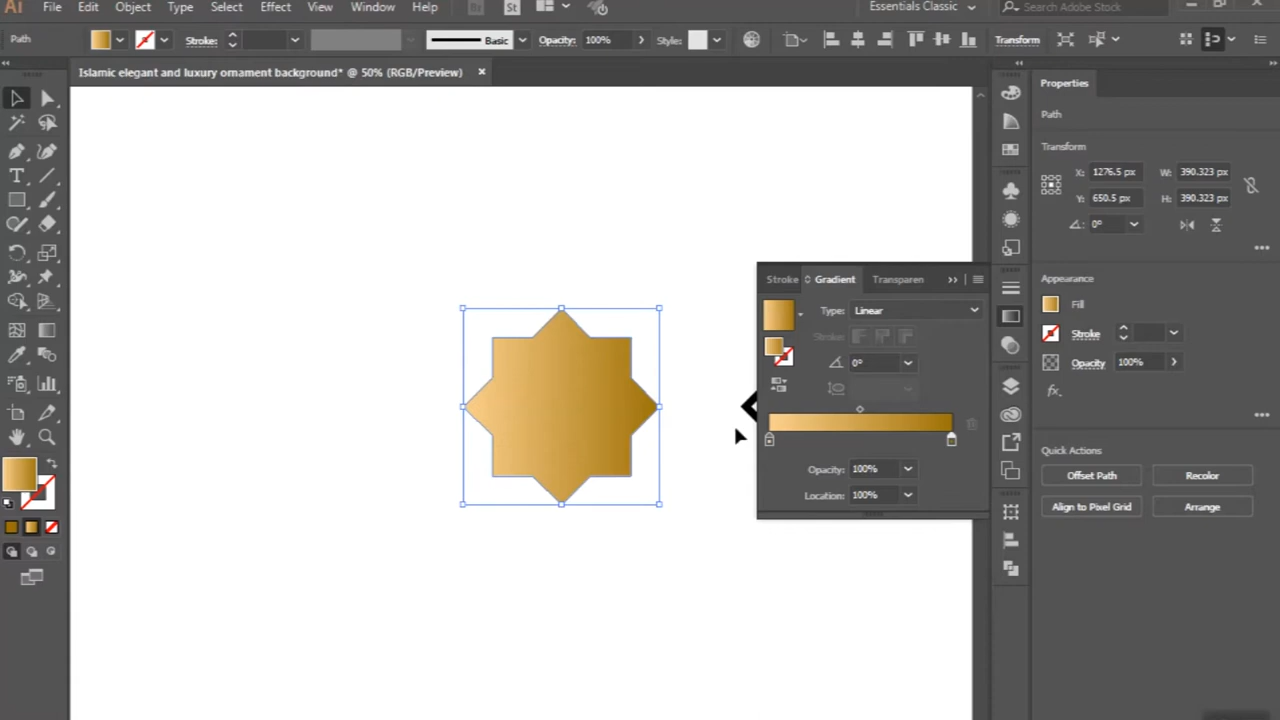 Ai File Edit Object Type Select Effect View Window Help Br St Essentials Classic Search Adobe Stock
Path Stroke: Basic Opacity: 100% Style: Transform
Islamic elegant and luxury ornament background* @ 50% (RGB/Preview) ×
Properties
Path
Transform
X: 1276.5 px W: 390.323 px
Y: 650.5 px H: 390.323 px
0°
Stroke Gradient Transparen
Type: Linear
Stroke:
0°
Opacity: 100%
Location: 100%
Appearance
Fill
Stroke
Opacity 100%
fx.
Quick Actions
Offset Path Recolor
Align to Pixel Grid Arrange
T